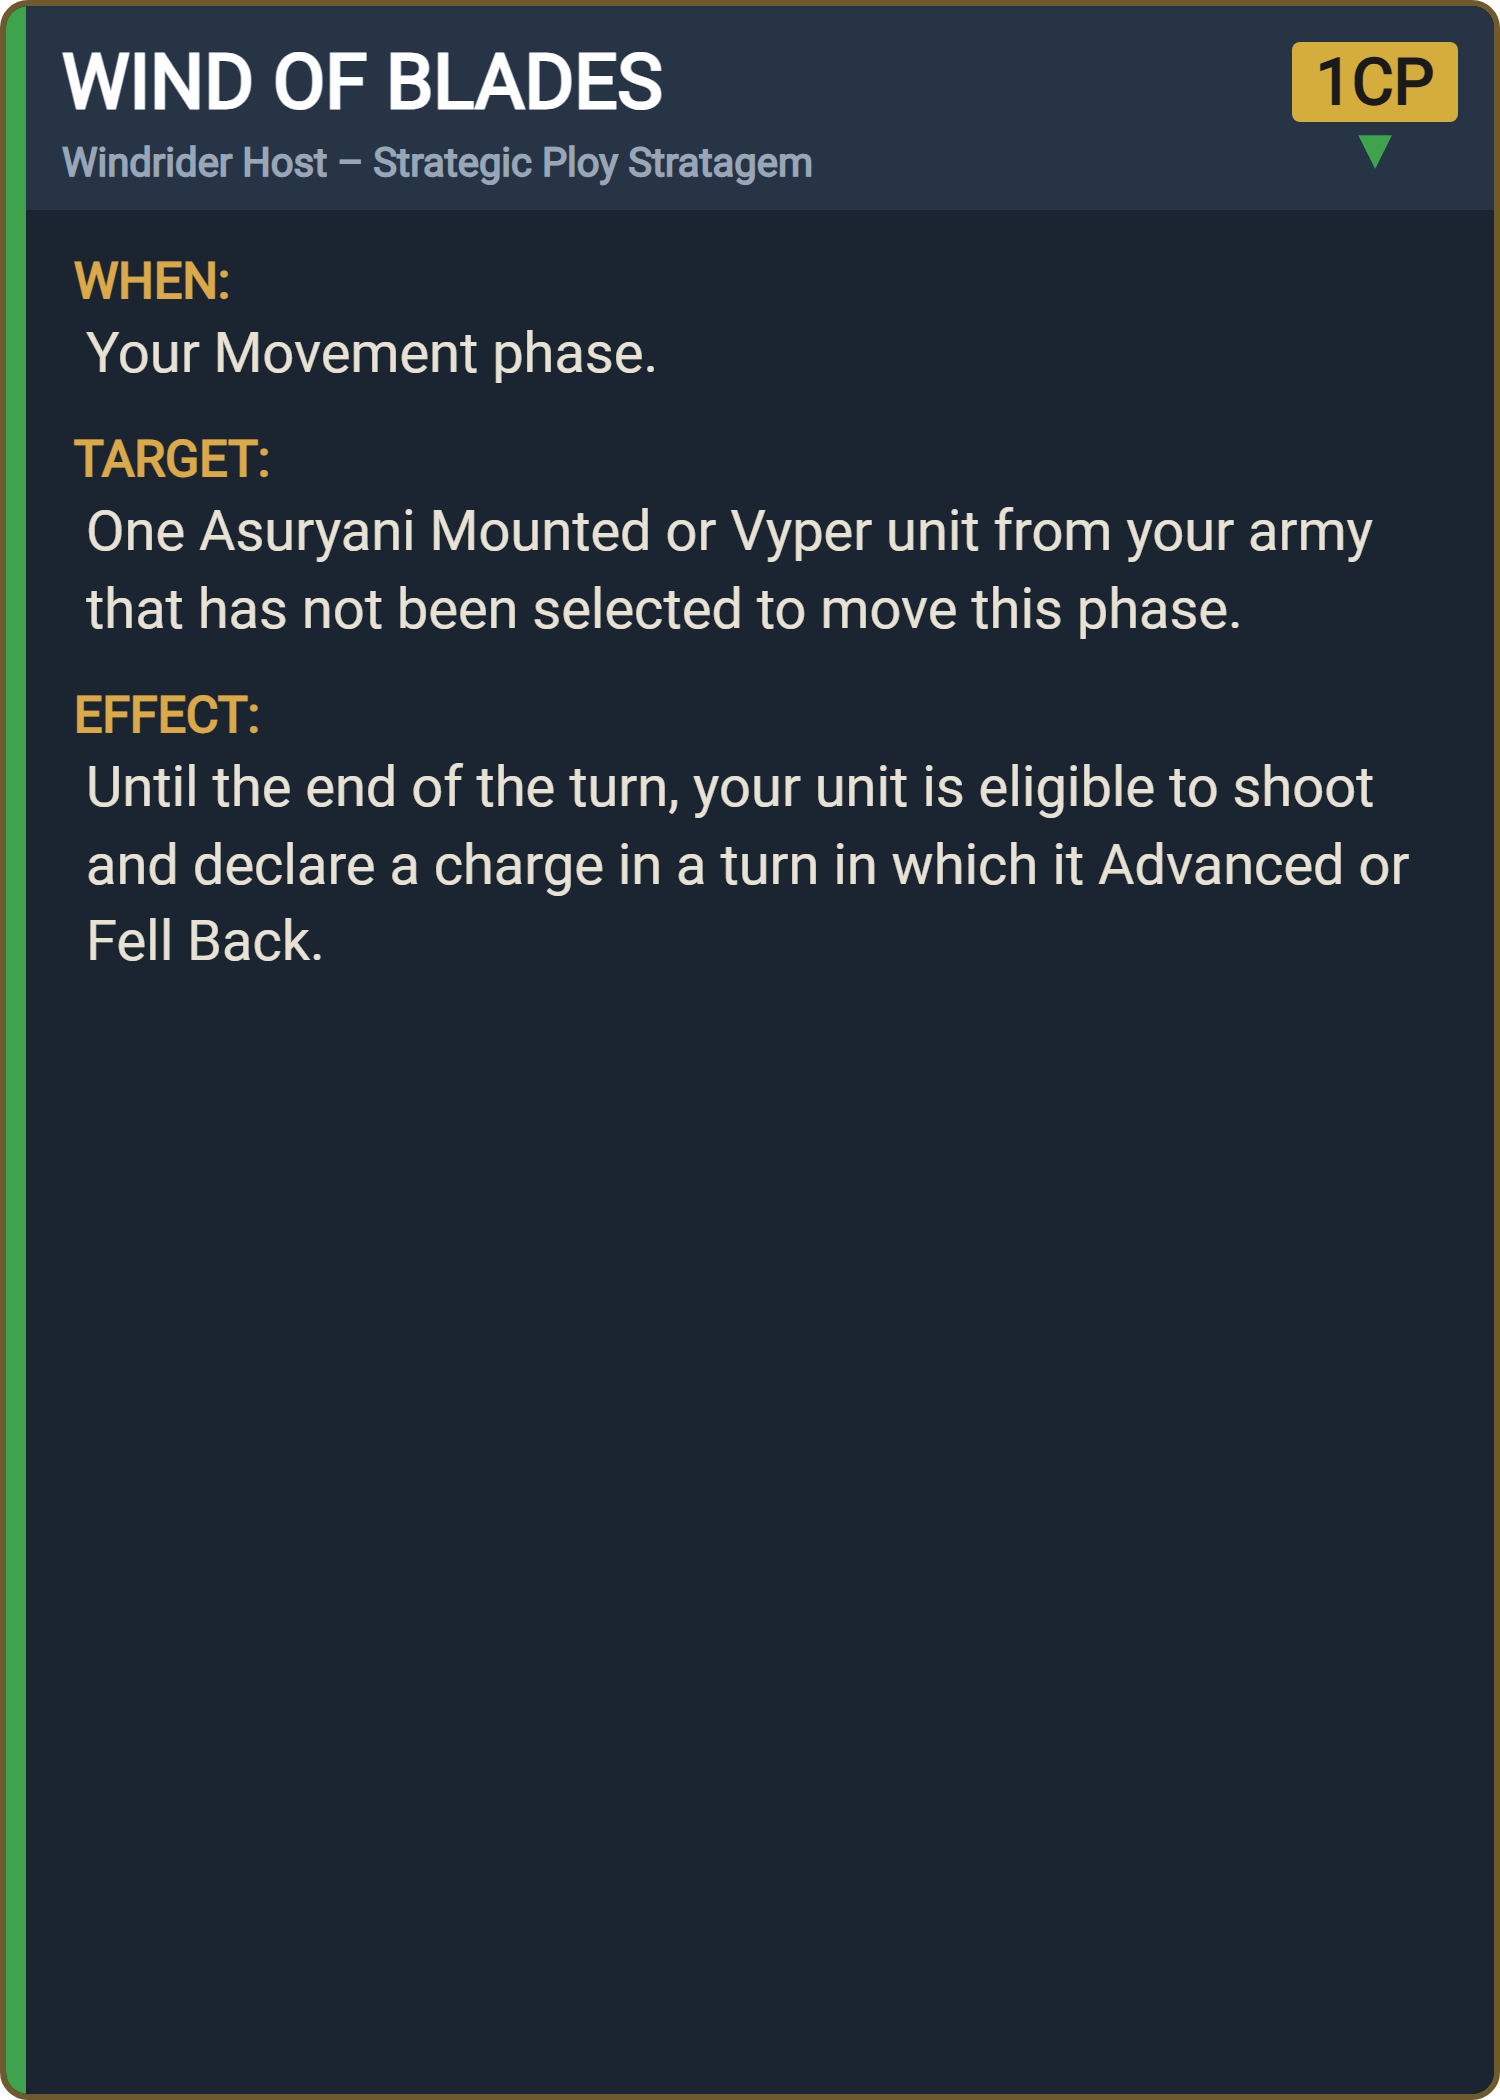 WIND OF BLADES
1CP
Windrider Host – Strategic Ploy Stratagem
WHEN:
Your Movement phase.
TARGET:
One Asuryani Mounted or Vyper unit from your army
that has not been selected to move this phase.
EFFECT:
Until the end of the turn, your unit is eligible to shoot
and declare a charge in a turn in which it Advanced or
Fell Back.